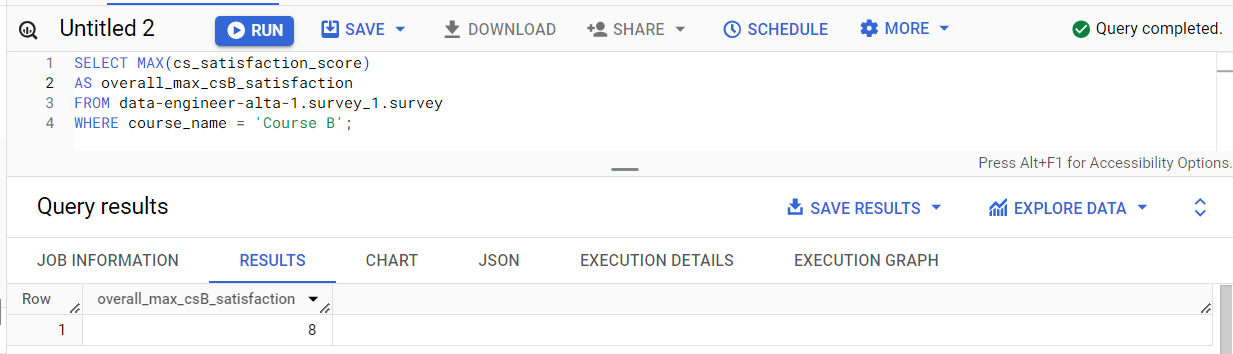 Untitled 2 RUN SAVE DOWNLOAD SHARE SCHEDULE MORE Query completed.
1 SELECT MAX(cs_satisfaction_score)
2 AS overall_max_csB_satisfaction
3 FROM data-engineer-alta-1.survey_1.survey
4 WHERE course_name = 'Course B';
Press Alt+F1 for Accessibility Options.
Query results SAVE RESULTS EXPLORE DATA
JOB INFORMATION RESULTS CHART JSON EXECUTION DETAILS EXECUTION GRAPH
Row overall_max_csB_satisfaction
1 8